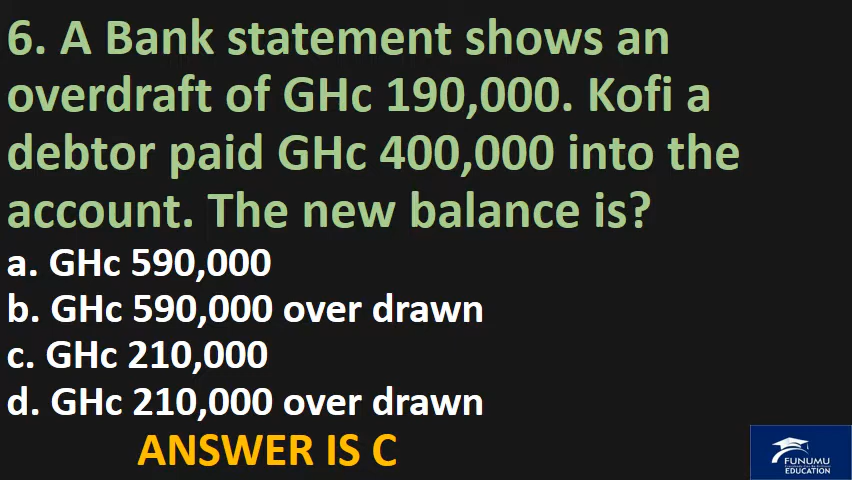 6. A Bank statement shows an
overdraft of GHc 190,000. Kofi a
debtor paid GHc 400,000 into the
account. The new balance is?
a. GHc 590,000
b. GHc 590,000 over drawn
c. GHc 210,000
d. GHc 210,000 over drawn
ANSWER IS C
FUNUMU
EDUCATION